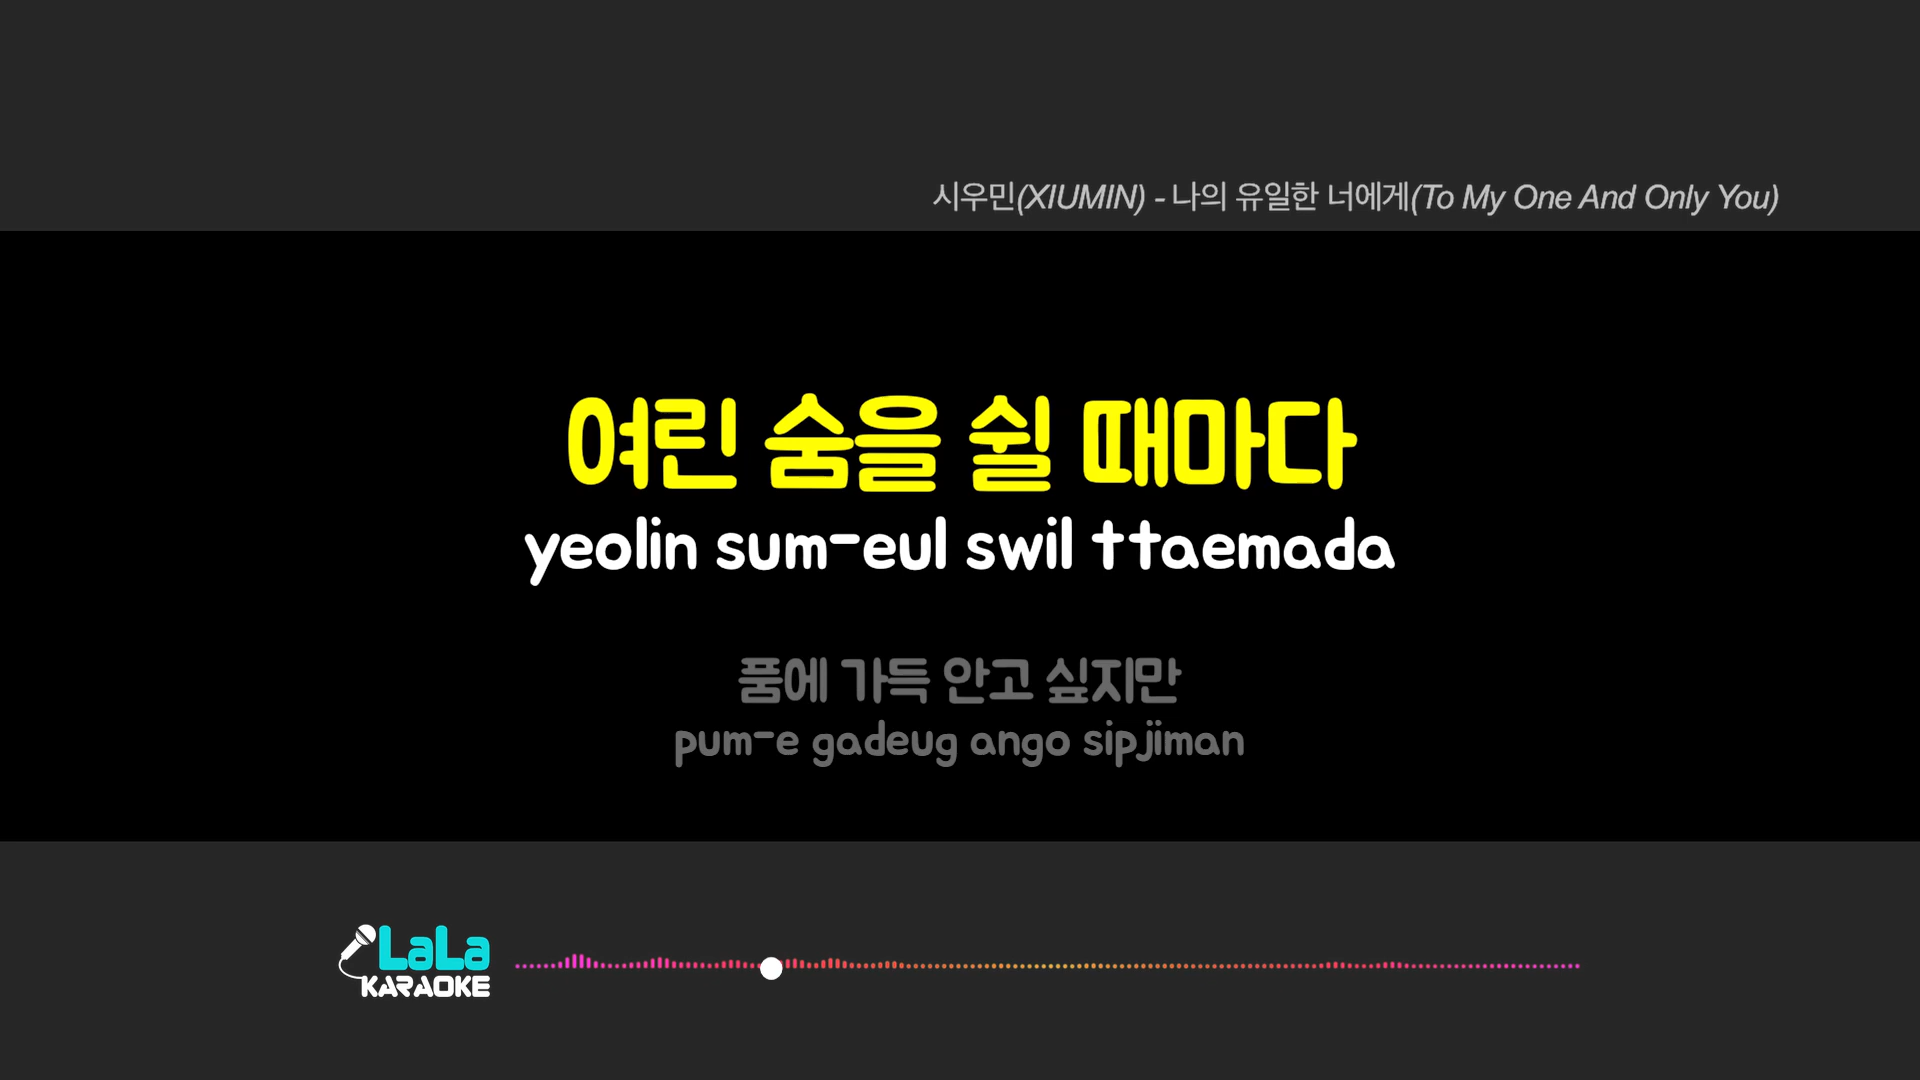 시우민(XIUMIN) - 나의 유일한 너에게(To My One And Only You)
여린 숨을 쉴 때마다
yeolin sum-eul swil ttaemada
품에 가득 안고 싶지만
pum-e gadeug ango sipjiman
LaLa
KARAOKE